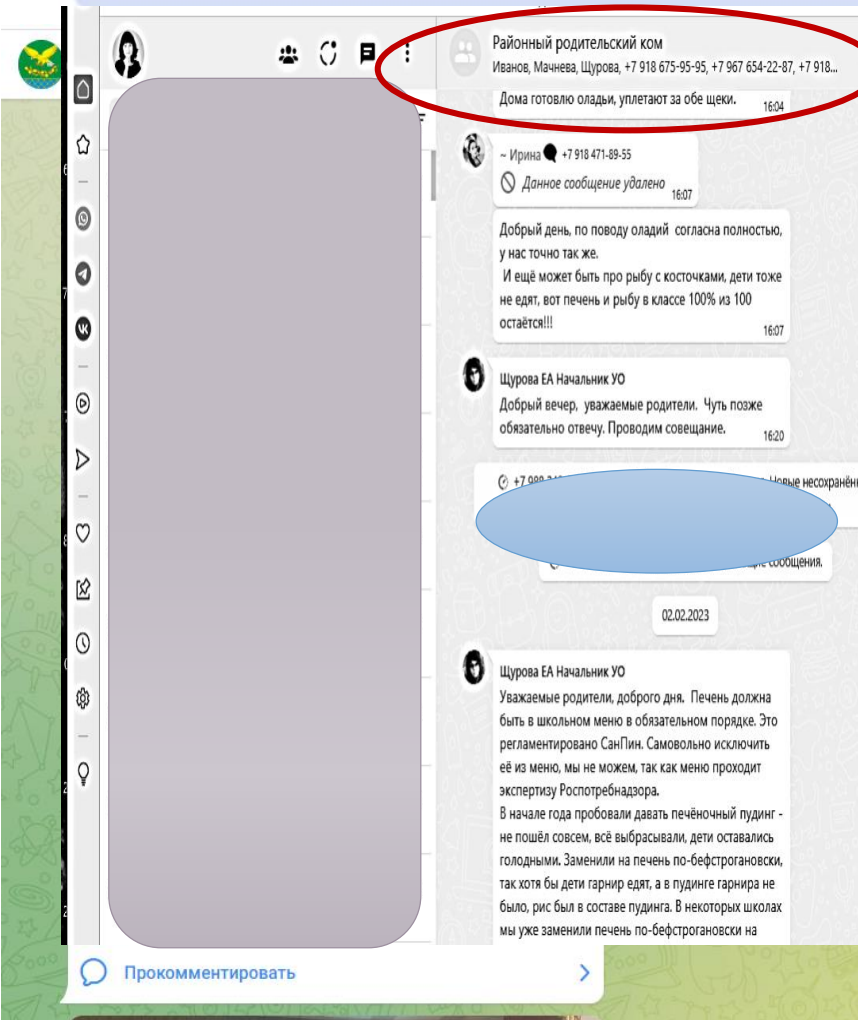 Районный родительский ком
Иванов, Мачнева, Щурова, +7 918 675-95-95, +7 967 654-22-87, +7 918...
Дома готовлю олады, уплетают за обе щеки.
16:04
~ Ирина +7 918 471-89-55
Данное сообщение удалено
16:07
Добрый день, по поводу оладий согласна полностью,
у нас точно так же.
И ещё может быть про рыбу с косточками, дети тоже
не едят, вот печень и рыбу в классе 100% из 100
остаётся!!!
16:07
Щурова ЕА Начальник УО
Добрый вечер, уважаемые родители. Чуть позже
обязательно отвечу. Проводим совещание.
16:20
Новые несохранённ
сообщения.
02.02.2023
Щурова ЕА Начальник УО
Уважаемые родители, доброго дня. Печень должна
быть в школьном меню в обязательном порядке. Это
регламентировано СанПин. Самовольно исключить
её из меню, мы не можем, так как меню проходит
экспертизу Роспотребнадзора.
В начале года пробовали давать печёночный пудинг -
не пошёл совсем, всё выбрасывали, дети оставались
голодными. Заменили на печень по-бефстрогановски,
так хотя бы дети гарнир едят, а в пудинге гарнира не
было, рис был в составе пудинга. В некоторых школах
мы уже заменили печень по-бефстрогановски на
Прокомментировать